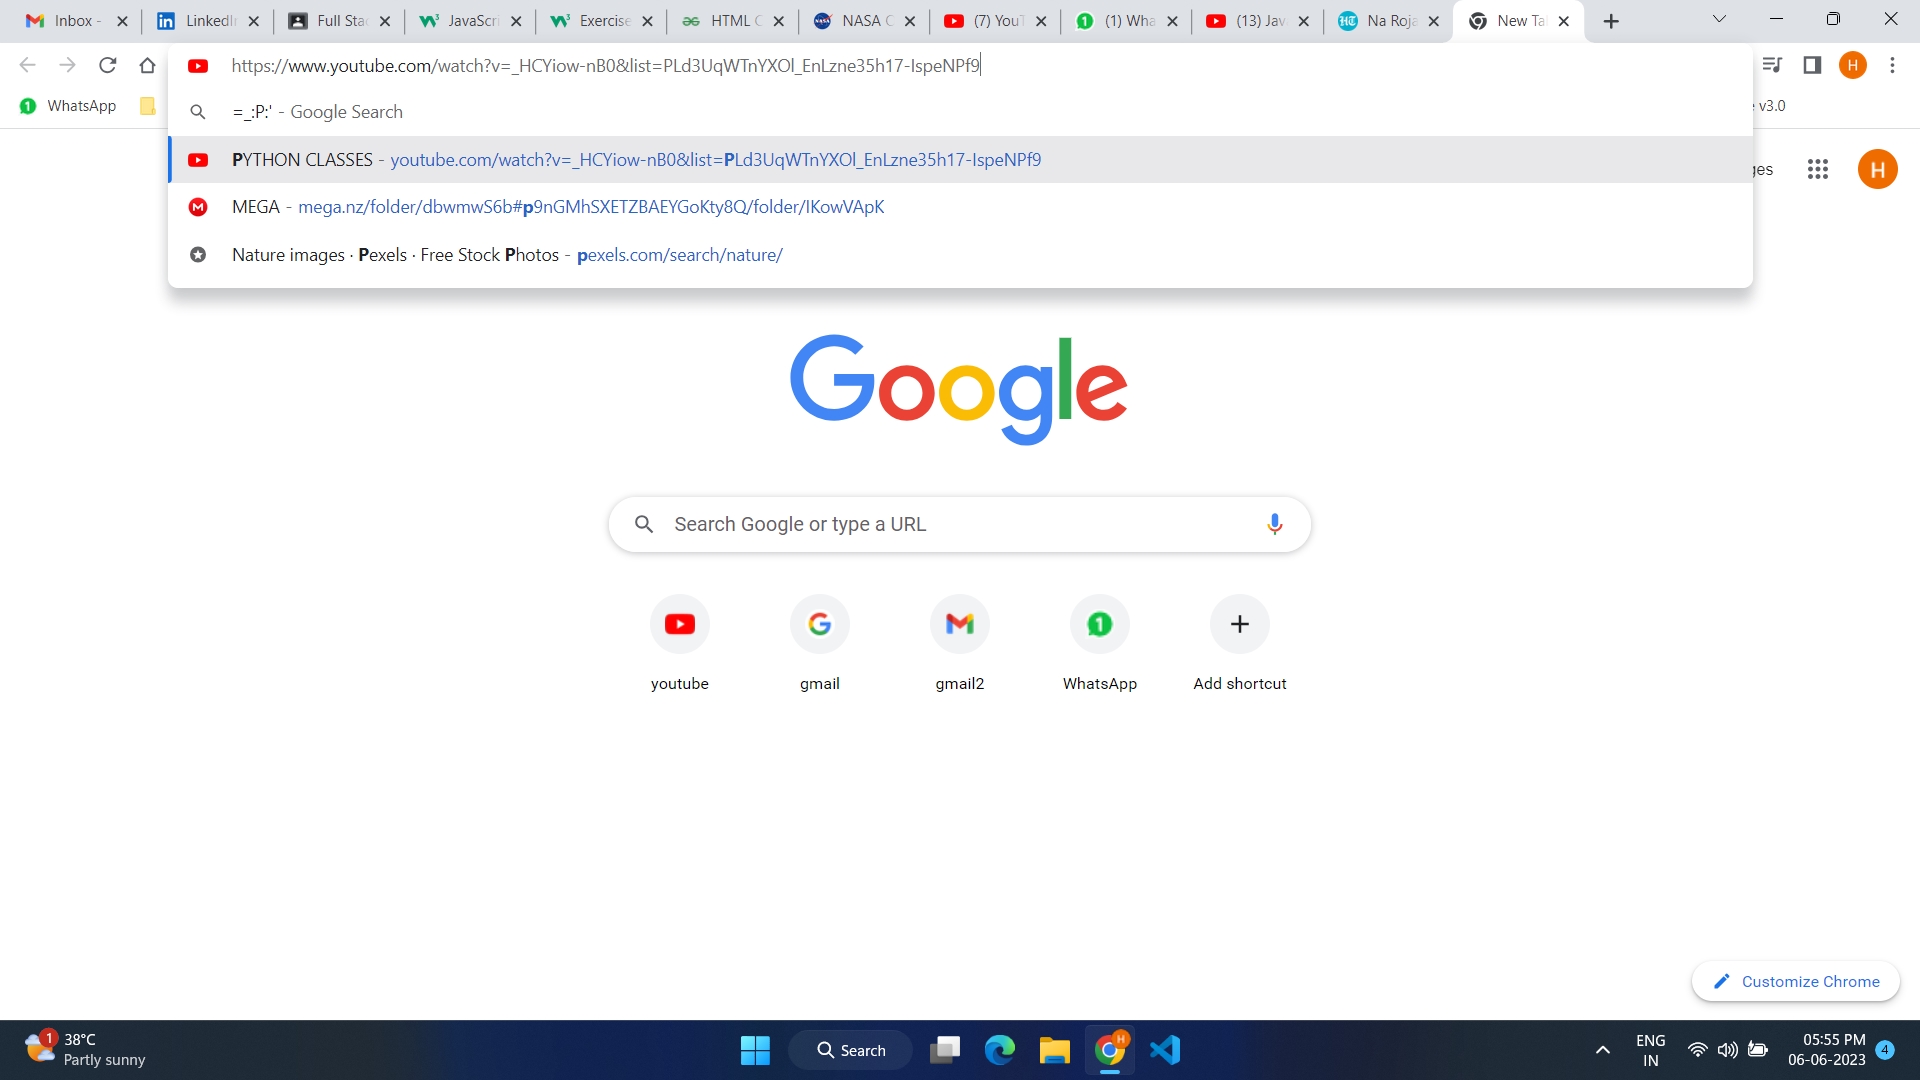 Inbox -
LinkedIn
Full Stac
JavaScri
Exercise
HTML C
NASA C
(7) YouT
(1) Wha
(13) Jav
Na Roja
New Ta
https://www.youtube.com/watch?v=_HCYiow-nB0&list=PLd3UqWTnYXOl_EnLzne35h17-IspeNPf9
H
WhatsApp
=_:P:' - Google Search
v3.0
PYTHON CLASSES - youtube.com/watch?v=_HCYiow-nB0&list=PLd3UqWTnYXOl_EnLzne35h17-IspeNPf9
ges
H
MEGA - mega.nz/folder/dbwmwS6b#p9nGMhSXETZBAEYGoKty8Q/folder/IKowVApK
Nature images · Pexels · Free Stock Photos - pexels.com/search/nature/
Google
Search Google or type a URL
youtube
gmail
gmail2
WhatsApp
Add shortcut
Customize Chrome
1
38°C
Partly sunny
Search
H
ENG
IN
05:55 PM
06-06-2023
4